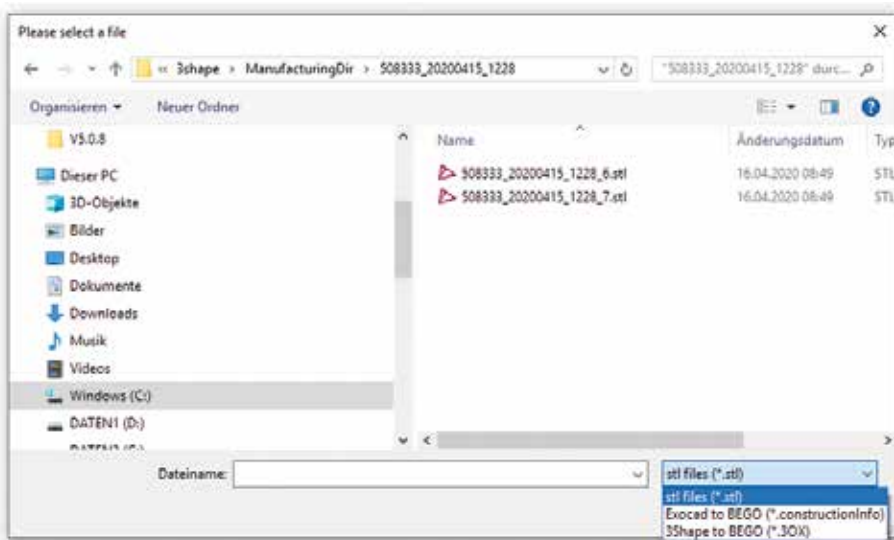 Please select a file
« 3shape › ManufacturingDir › 508333_20200415_1228
"508333_20200415_1228" durc...
Organisieren
Neuer Ordner
V5.0.8
Name
Änderungsdatum
Typ
Dieser PC
508333_20200415_1228_6.stl
16.04.2020 08:49
STL
3D-Objekte
508333_20200415_1228_7.stl
16.04.2020 08:49
STL
Bilder
Desktop
Dokumente
Downloads
Musik
Videos
Windows (C:)
DATEN1 (D:)
Dateiname:
stl files (*.stl)
stl files (*.stl)
Exocad to BEGO (*.constructionInfo)
3Shape to BEGO (*.3OX)